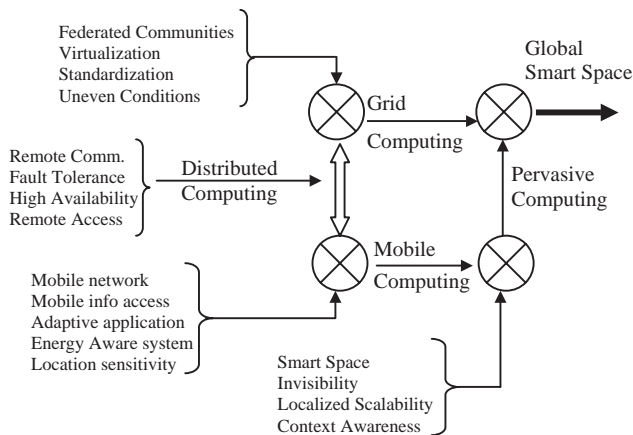 Federated Communities
Virtualization
Standardization
Uneven Conditions
Global
Smart Space
Grid
Computing
Remote Comm.
Fault Tolerance
High Availability
Remote Access
Distributed
Computing
Pervasive
Computing
Mobile
Computing
Mobile network
Mobile info access
Adaptive application
Energy Aware system
Location sensitivity
Smart Space
Invisibility
Localized Scalability
Context Awareness